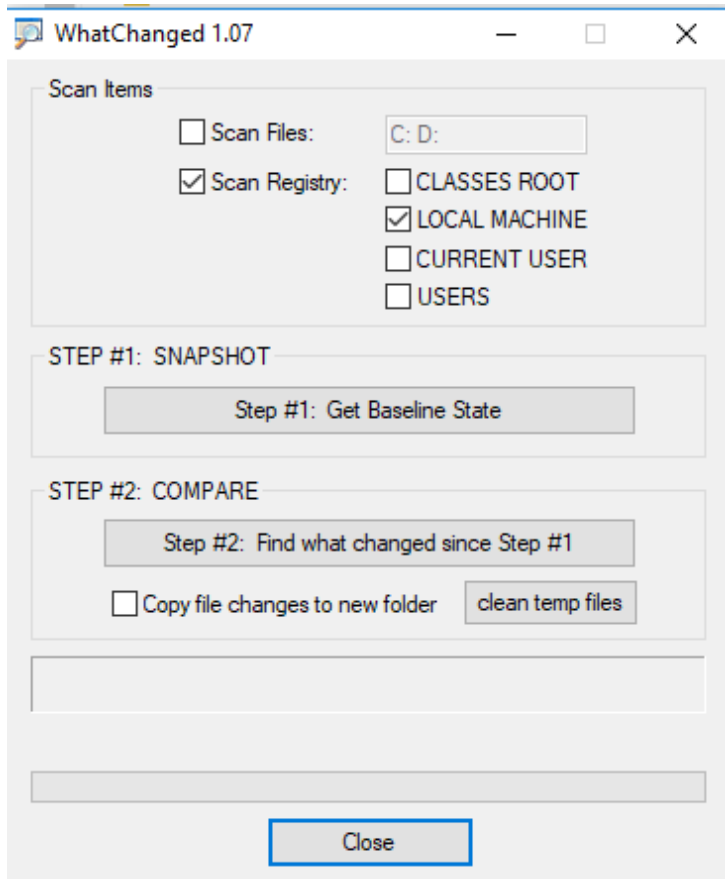 WhatChanged 1.07
Scan Items
Scan Files: C: D:
Scan Registry: CLASSES ROOT
LOCAL MACHINE
CURRENT USER
USERS
STEP #1: SNAPSHOT
Step #1: Get Baseline State
STEP #2: COMPARE
Step #2: Find what changed since Step #1
Copy file changes to new folder clean temp files
Close